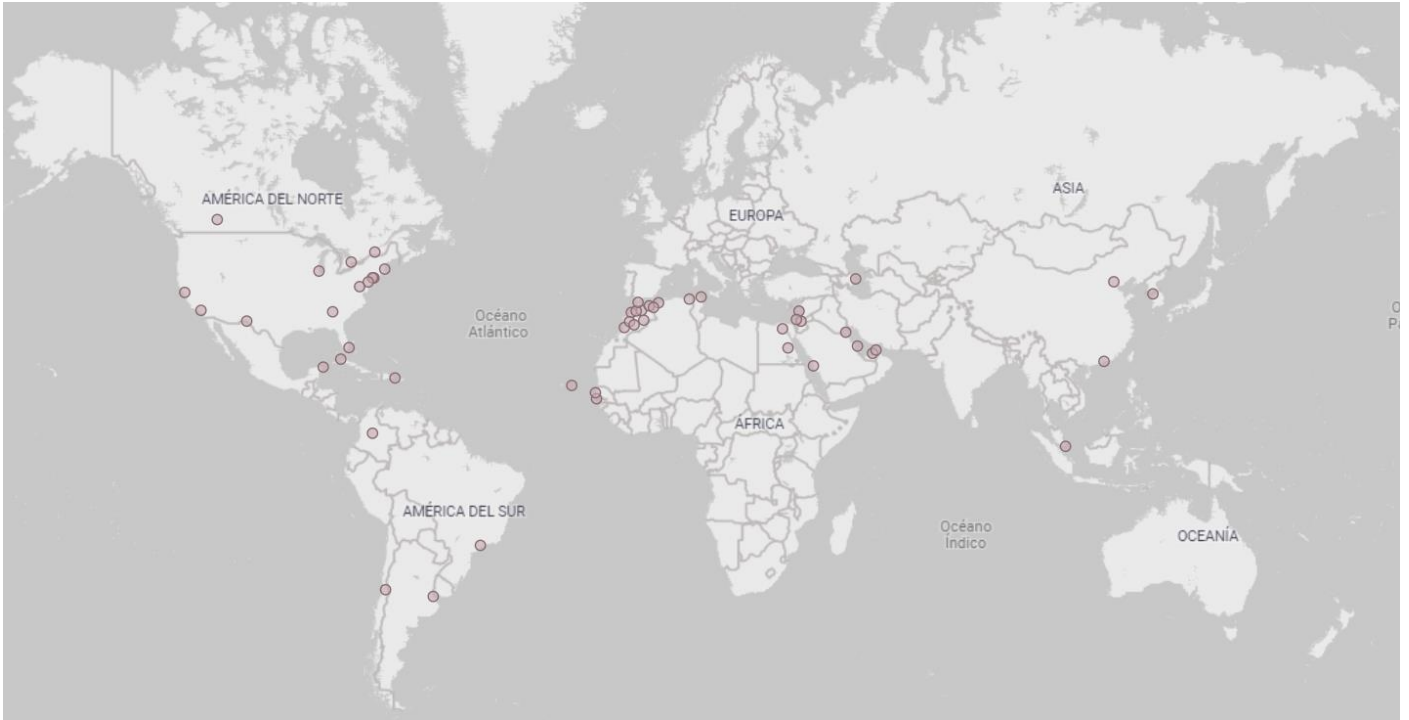 ASIA
AMÉRICA DEL NORTE
EUROPA
Océano
Atlántico
O
P
ÁFRICA
AMÉRICA DEL SUR
Océano
Índico
OCEANÍA